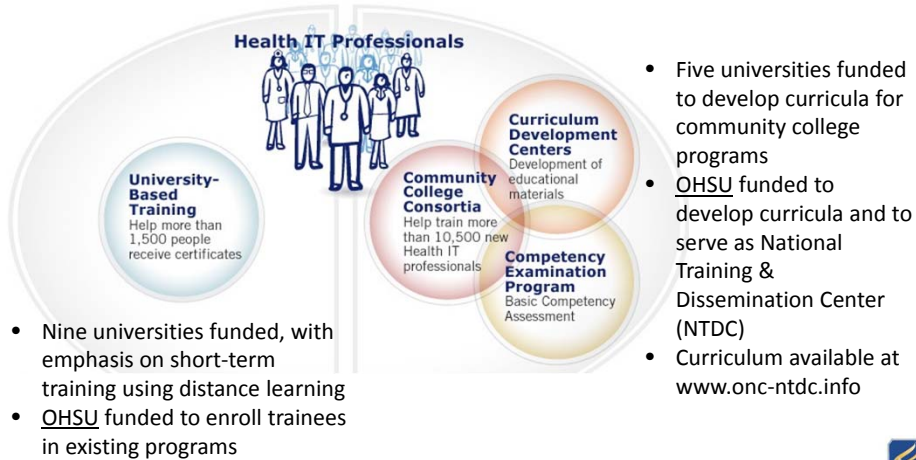 Health IT Professionals
University-
Based
Training
Help more than
1,500 people
receive certificates
Community
College
Consortia
Help train more
than 10,500 new
Health IT
professionals
Curriculum
Development
Centers
Development of
educational
materials
Competency
Examination
Program
Basic Competency
Assessment
• Nine universities funded, with
emphasis on short-term
training using distance learning
• OHSU funded to enroll trainees
in existing programs
• Five universities funded
to develop curricula for
community college
programs
• OHSU funded to
develop curricula and to
serve as National
Training &
Dissemination Center
(NTDC)
• Curriculum available at
www.onc-ntdc.info